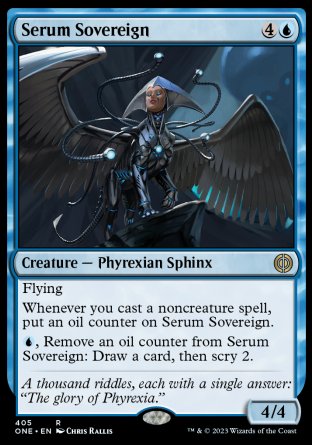 Serum Sovereign 4
Creature — Phyrexian Sphinx
Flying
Whenever you cast a noncreature spell,
put an oil counter on Serum Sovereign.
, Remove an oil counter from Serum
Sovereign: Draw a card, then scry 2.
A thousand riddles, each with a single answer:
“The glory of Phyrexia.”
4/4
405 R
ONE • EN CHRIS RALLIS ™ & © 2023 Wizards of the Coast